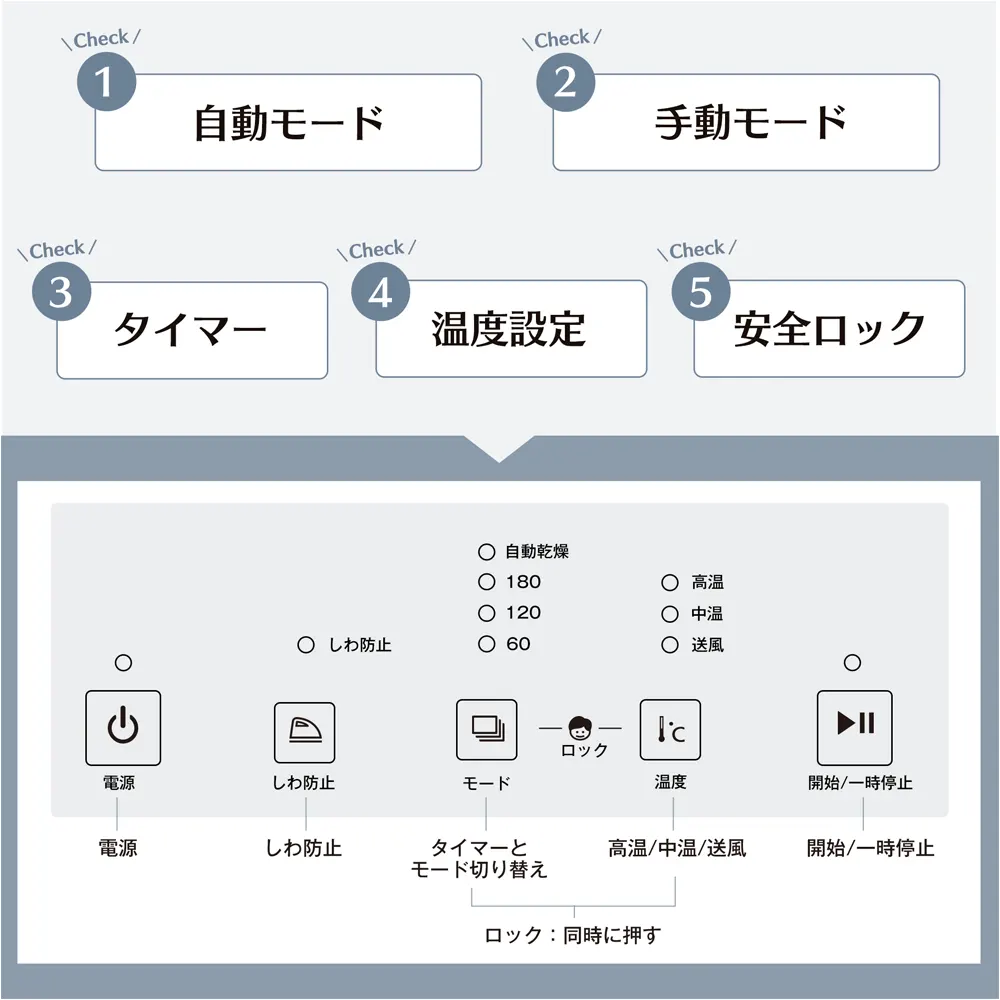 Check
1
自動モード
Check
2
手動モード
Check
3
タイマー
Check
4
温度設定
Check
5
安全ロック
自動乾燥
180
120
60
高温
中温
送風
しわ防止
℃
ロック
電源
しわ防止
モード
温度
開始/一時停止
電源
しわ防止
タイマーと
モード切り替え
高温/中温/送風
開始/一時停止
ロック：同時に押す